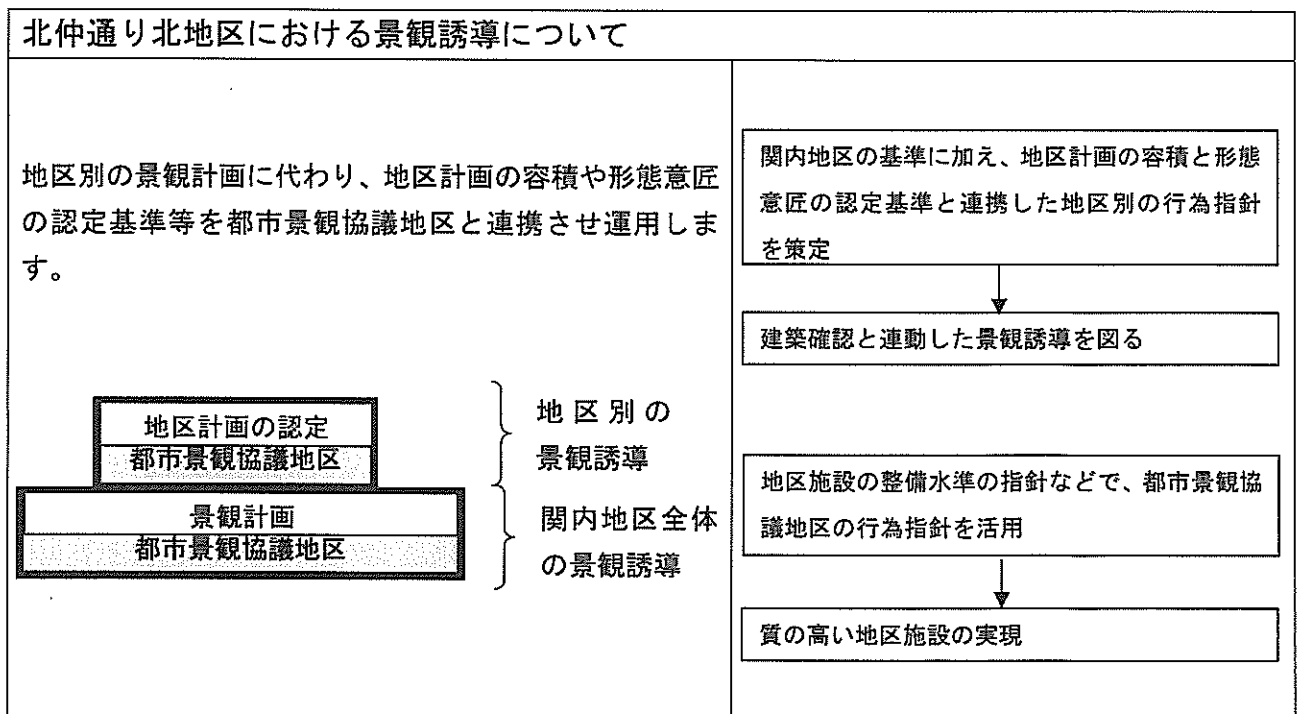 北仲通り北地区における景観誘導について
地区別の景観計画に代わり、地区計画の容積や形態意匠
の認定基準等を都市景観協議地区と連携させ運用しま
す。
地区計画の認定
都市景観協議地区
地区別の
景観誘導
景観計画
都市景観協議地区
関内地区全体
の景観誘導
関内地区の基準に加え、地区計画の容積と形態
意匠の認定基準と連携した地区別の行為指針
を策定
建築確認と連動した景観誘導を図る
地区施設の整備水準の指針などで、都市景観協
議地区の行為指針を活用
質の高い地区施設の実現